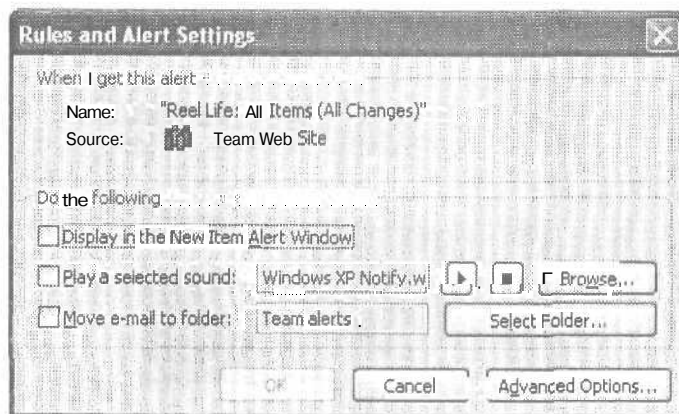 Rules and Alert Settings
When I get this alert
Name: "Reel Life: All Items (All Changes)"
Source: Team Web Site
Do the following
Display in the New Item Alert Window
Play a selected sound: Windows XP Notify.w Browse...
Move e-mail to folder: Team alerts Select Folder...
OK Cancel Advanced Options...